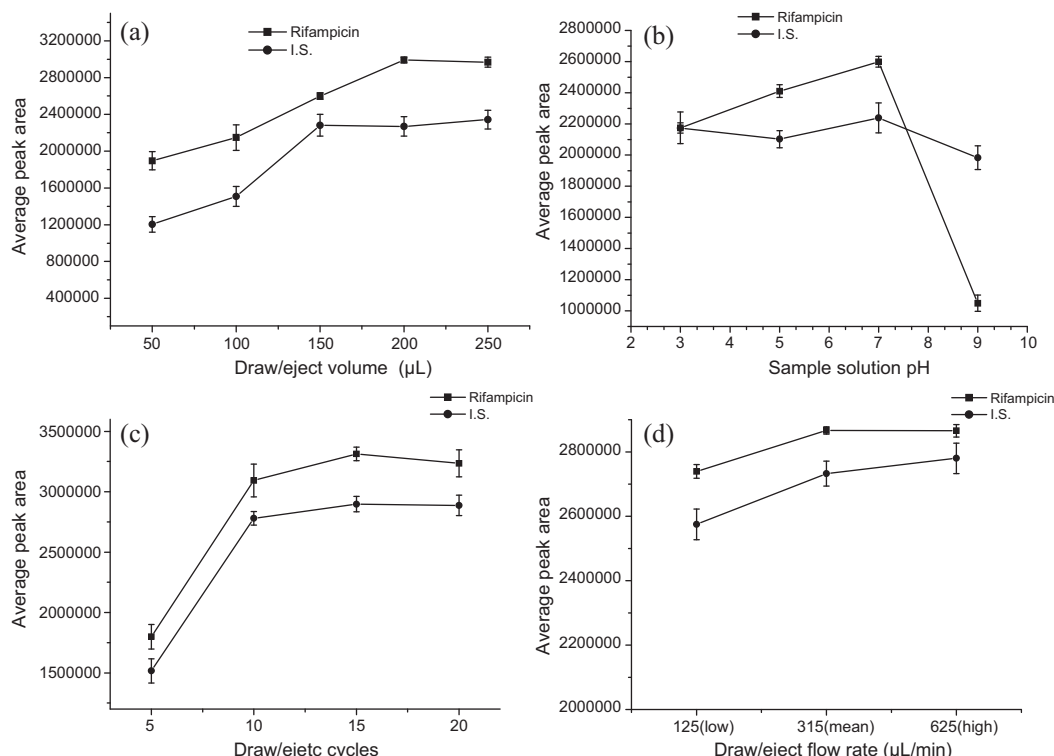 (a)
Rifampicin
I.S.
Average peak area
3200000
2800000
2400000
2000000
1600000
1200000
800000
400000
50 100 150 200 250
Draw/eject volume (µL)
(b)
Rifampicin
I.S.
Average peak area
2800000
2600000
2400000
2200000
2000000
1800000
1600000
1400000
1200000
1000000
2 3 4 5 6 7 8 9 10
Sample solution pH
(c)
Rifampicin
I.S.
Average peak area
3500000
3000000
2500000
2000000
1500000
5 10 15 20
Draw/ejetc cycles
(d)
Rifampicin
I.S.
Average peak area
2800000
2600000
2400000
2800000
2000000
125(low) 315(mean) 625(high)
Draw/eject flow rate (µL/min)